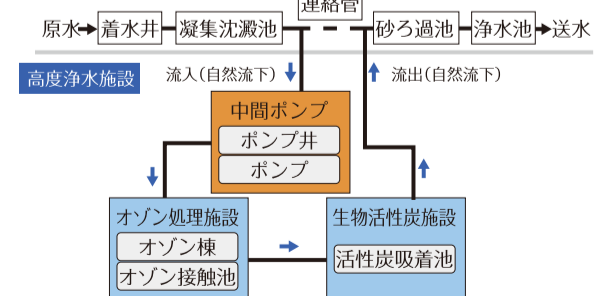 連絡管
原水 着水井 凝集沈澱池 砂ろ過池 浄水池 送水
高度浄水施設
流入(自然流下) 流出(自然流下)
中間ポンプ
ポンプ井
ポンプ
オゾン処理施設
オゾン棟
オゾン接触池
生物活性炭施設
活性炭吸着池